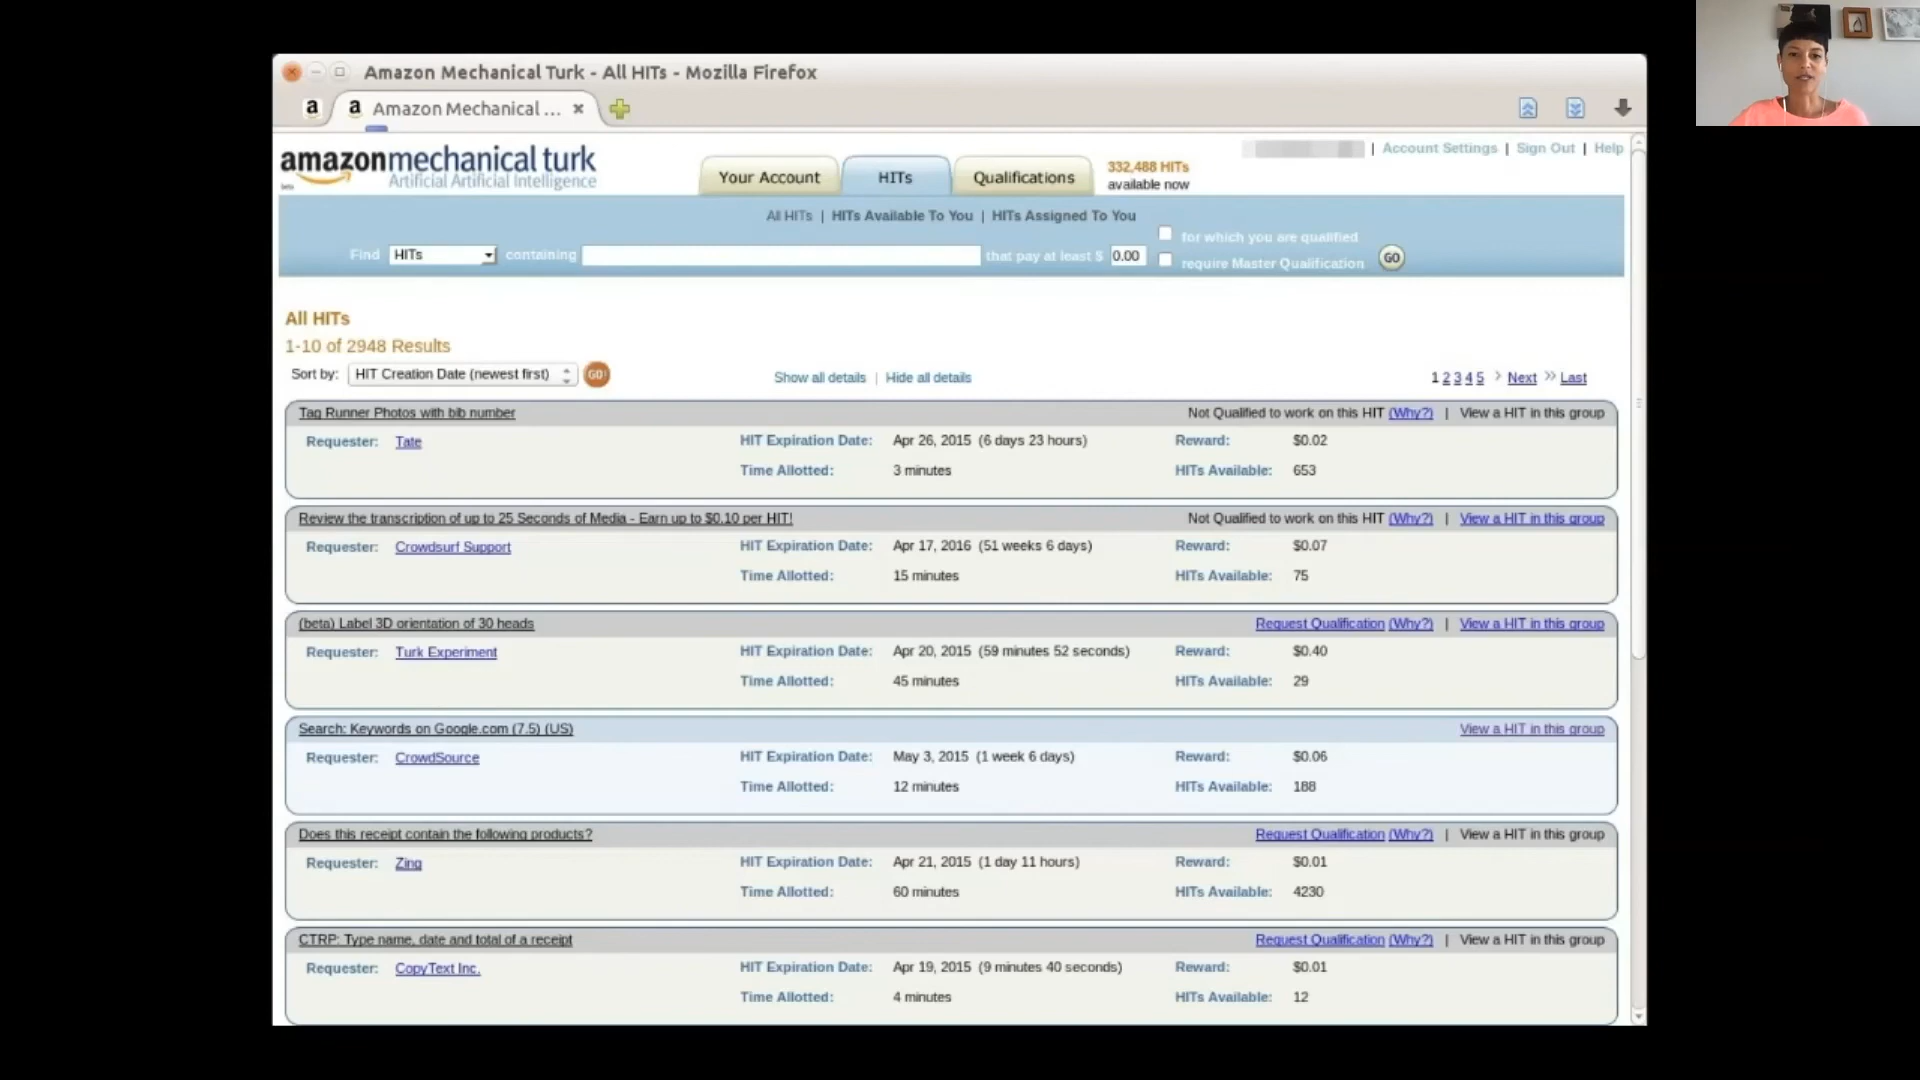 Amazon Mechanical Turk - All HITs - Mozilla Firefox
a
a Amazon Mechanical ...
amazonmechanical turk
beta
Artificial Artificial Intelligence
Your Account
HITs
Qualifications
332,488 HITs
available now
| Account Settings | Sign Out | Help
All HITs | HITs Available To You | HITs Assigned To You
Find HITs containing that pay at least $ 0.00
for which you are qualified
require Master Qualification
GO
All HITs
1-10 of 2948 Results
Sort by: HIT Creation Date (newest first) GO!
Show all details | Hide all details
1 2 3 4 5 > Next >> Last
Tag Runner Photos with bib number Not Qualified to work on this HIT (Why?) | View a HIT in this group
Requester: Tate HIT Expiration Date: Apr 26, 2015 (6 days 23 hours) Reward: $0.02
Time Allotted: 3 minutes HITs Available: 653
Review the transcription of up to 25 Seconds of Media - Earn up to $0.10 per HIT! Not Qualified to work on this HIT (Why?) | View a HIT in this group
Requester: Crowdsurf Support HIT Expiration Date: Apr 17, 2016 (51 weeks 6 days) Reward: $0.07
Time Allotted: 15 minutes HITs Available: 75
(beta) Label 3D orientation of 30 heads Request Qualification (Why?) | View a HIT in this group
Requester: Turk Experiment HIT Expiration Date: Apr 20, 2015 (59 minutes 52 seconds) Reward: $0.40
Time Allotted: 45 minutes HITs Available: 29
Search: Keywords on Google.com (7.5) (US) View a HIT in this group
Requester: CrowdSource HIT Expiration Date: May 3, 2015 (1 week 6 days) Reward: $0.06
Time Allotted: 12 minutes HITs Available: 188
Does this receipt contain the following products? Request Qualification (Why?) | View a HIT in this group
Requester: Zing HIT Expiration Date: Apr 21, 2015 (1 day 11 hours) Reward: $0.01
Time Allotted: 60 minutes HITs Available: 4230
CTRP: Type name, date and total of a receipt Request Qualification (Why?) | View a HIT in this group
Requester: CopyText Inc. HIT Expiration Date: Apr 19, 2015 (9 minutes 40 seconds) Reward: $0.01
Time Allotted: 4 minutes HITs Available: 12